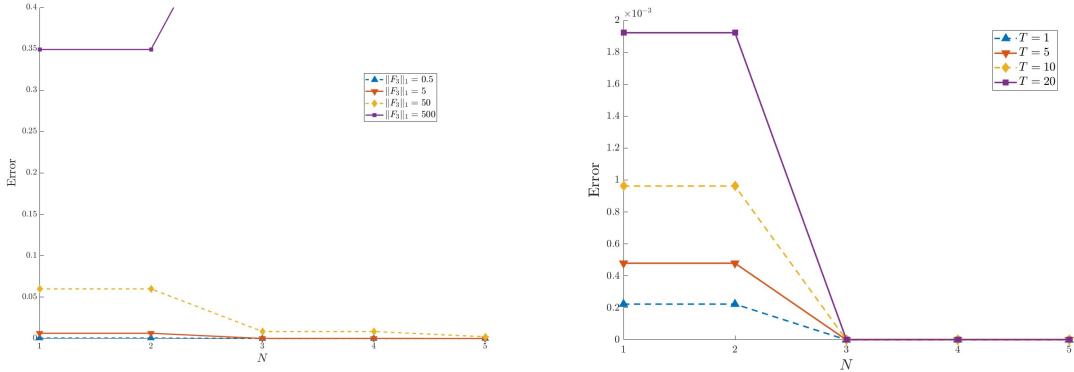 0.4
0.35
0.3
0.25
0.2
0.15
0.1
0.05
0
Error
1 2 3 4 5
N
‖F₃‖₁ = 0.5
‖F₃‖₁ = 5
‖F₃‖₁ = 50
‖F₃‖₁ = 500
×10⁻³
2
1.8
1.6
1.4
1.2
1
0.8
0.6
0.4
0.2
0
Error
1 2 3 4 5
N
T = 1
T = 5
T = 10
T = 20